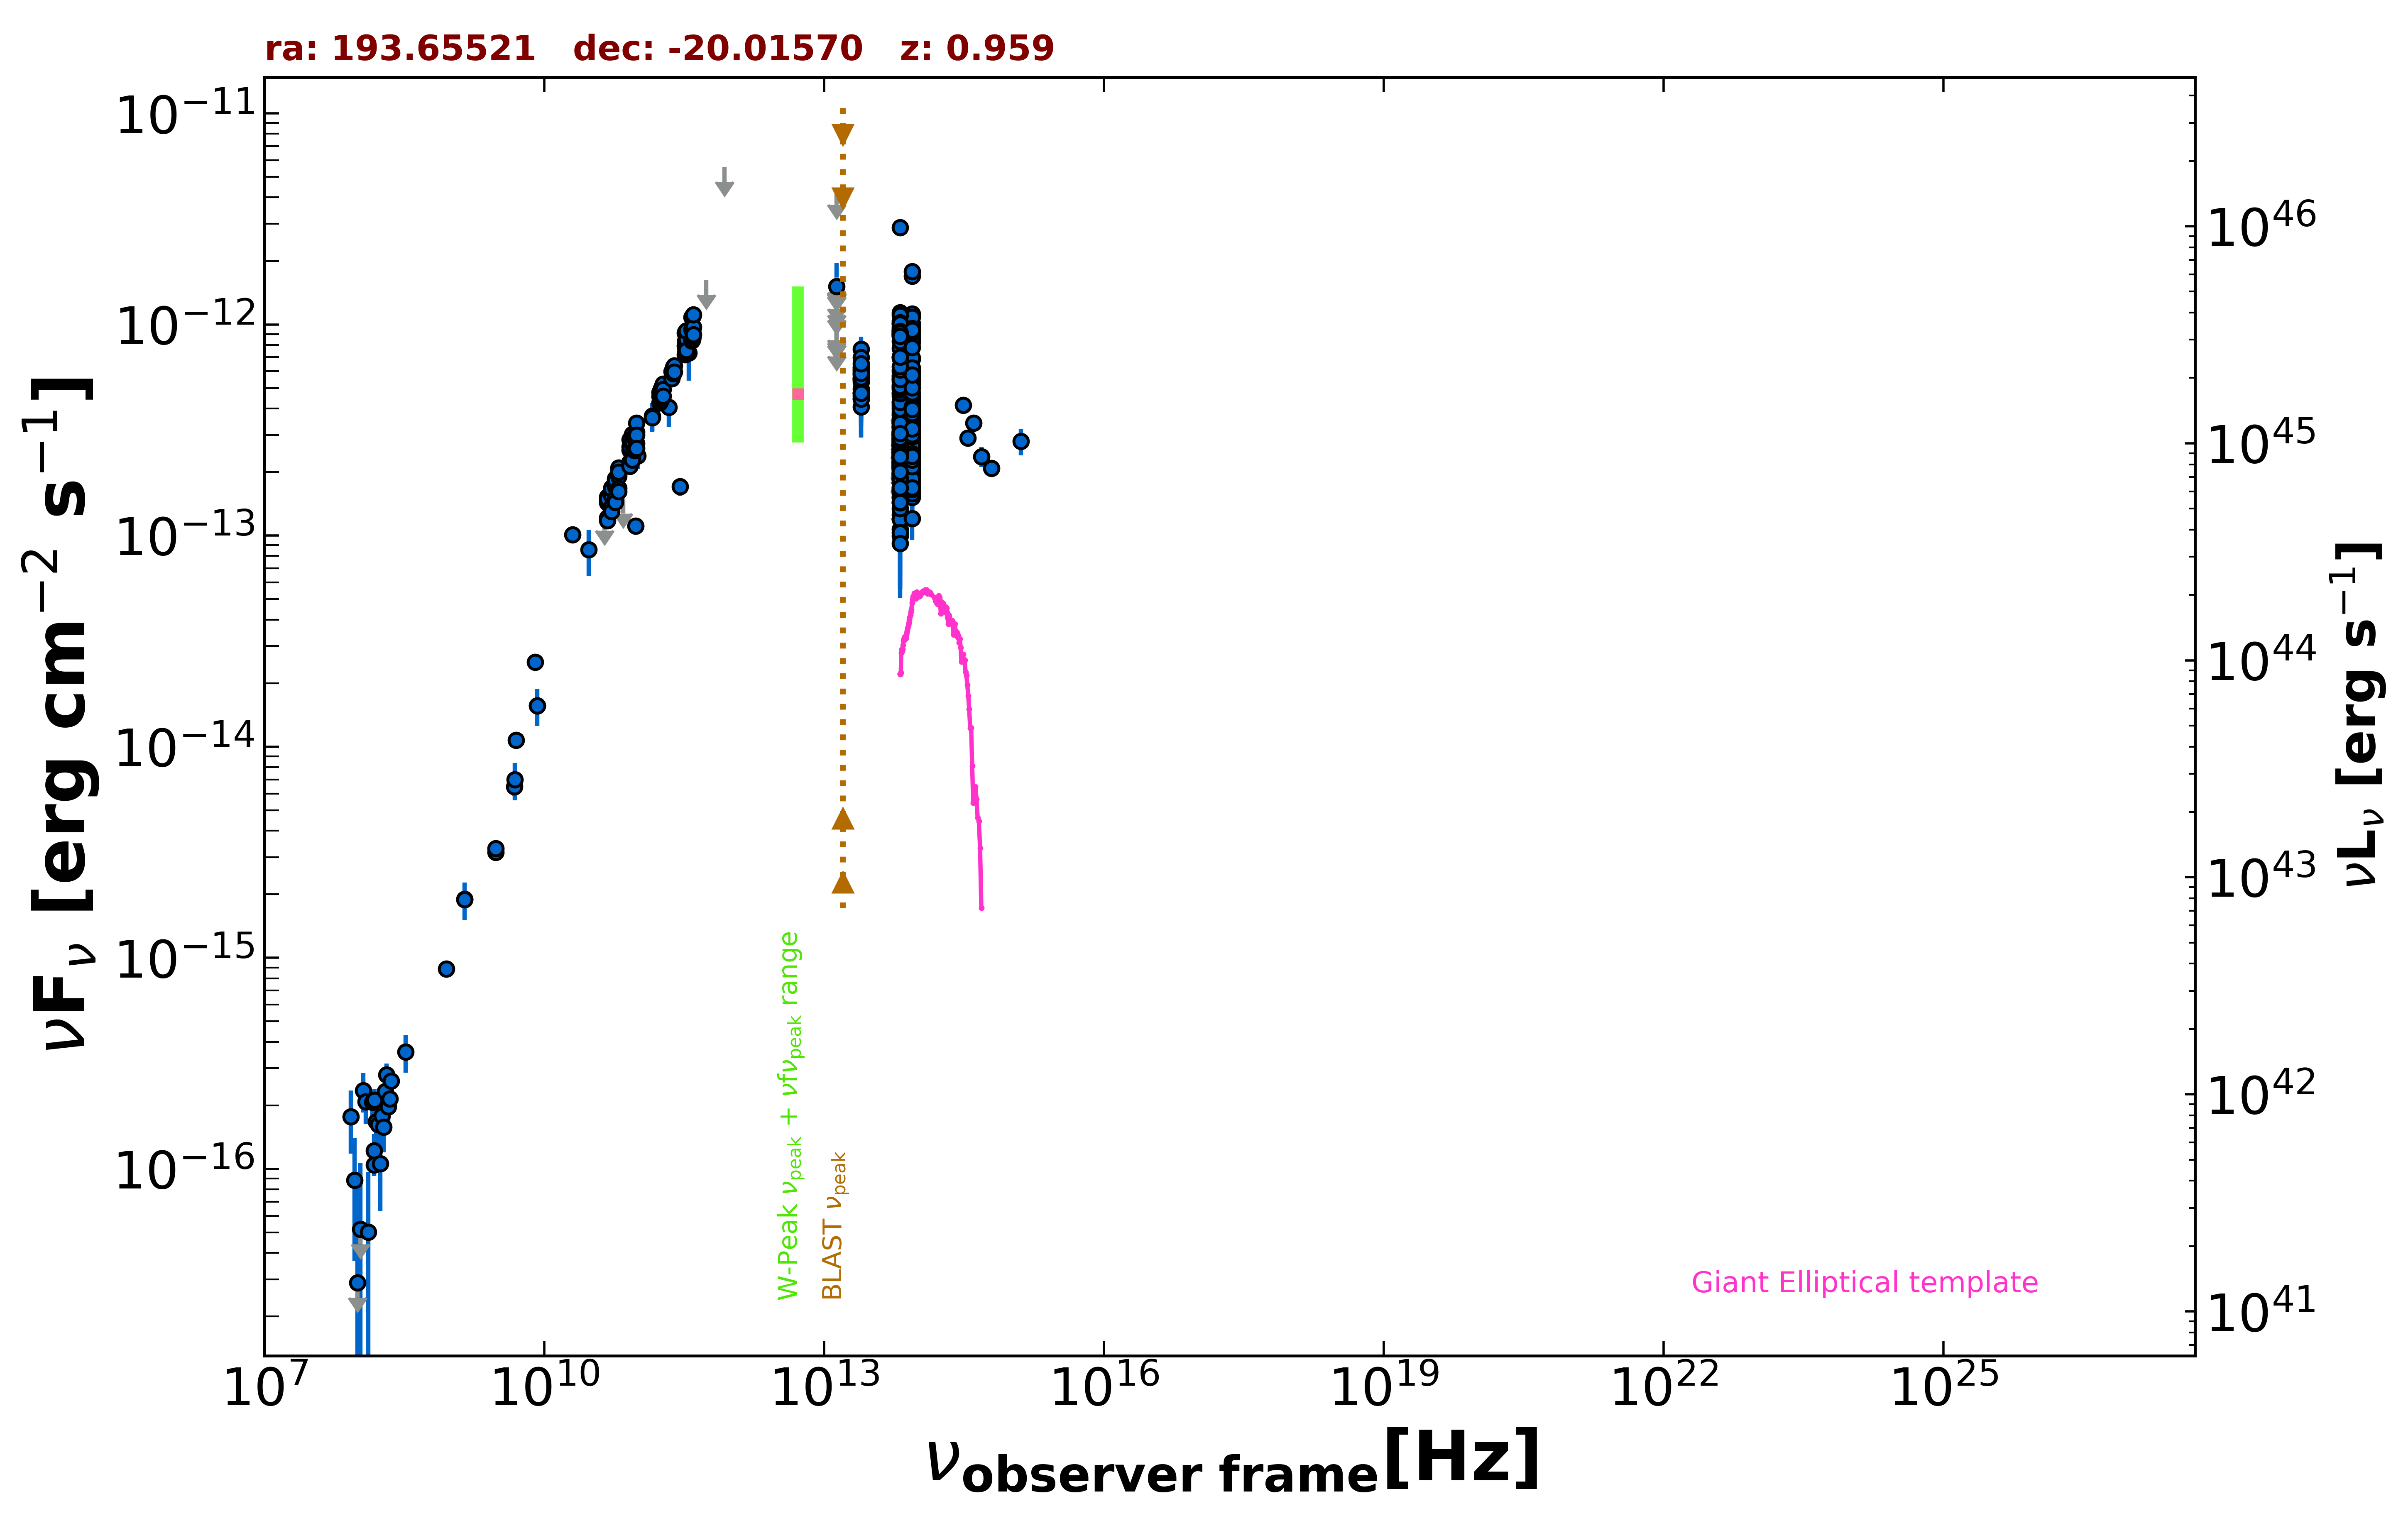 ra: 193.65521   dec: -20.01570   z: 0.959
10⁻¹¹
10⁻¹²
10⁻¹³
10⁻¹⁴
10⁻¹⁵
10⁻¹⁶
νFν [erg cm⁻² s⁻¹]
10⁴⁶
10⁴⁵
10⁴⁴
10⁴³
10⁴²
10⁴¹
νLν [erg s⁻¹]
W-Peak νpeak + νfνpeak range
BLAST νpeak
Giant Elliptical template
10⁷ 10¹⁰ 10¹³ 10¹⁶ 10¹⁹ 10²² 10²⁵
νobserver frame[Hz]